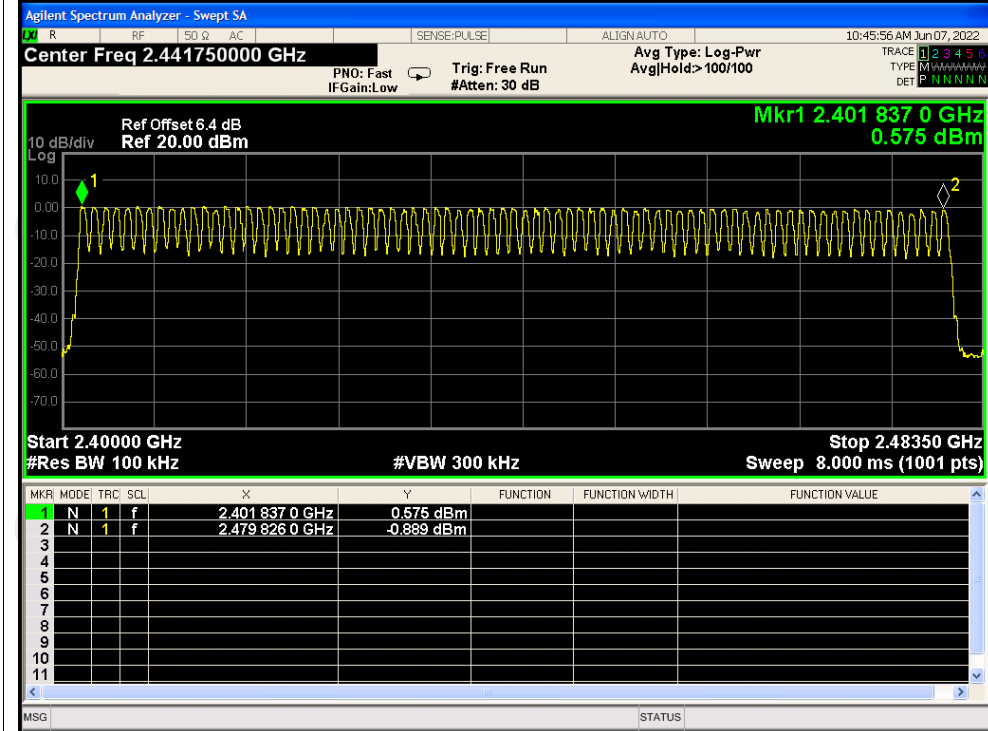 Agilent Spectrum Analyzer - Swept SA
LXI R RF 50 Ω AC SENSE:PULSE ALIGN AUTO 10:45:56 AM Jun 07, 2022
Center Freq 2.441750000 GHz
PNO: Fast
IFGain:Low
Trig: Free Run
#Atten: 30 dB
Avg Type: Log-Pwr
Avg|Hold:> 100/100
TRACE 1 2 3 4 5 6
TYPE M W W W W W
DET P N N N N N
Mkr1 2.401 837 0 GHz
0.575 dBm
Ref Offset 6.4 dB
10 dB/div Ref 20.00 dBm
Log
10.0
0.00
-10.0
-20.0
-30.0
-40.0
-50.0
-60.0
-70.0
1
2
Start 2.40000 GHz Stop 2.48350 GHz
#Res BW 100 kHz #VBW 300 kHz Sweep 8.000 ms (1001 pts)
MKR MODE TRC SCL X Y FUNCTION FUNCTION WIDTH FUNCTION VALUE
1 N 1 f 2.401 837 0 GHz 0.575 dBm
2 N 1 f 2.479 826 0 GHz -0.889 dBm
3
4
5
6
7
8
9
10
11
MSG STATUS